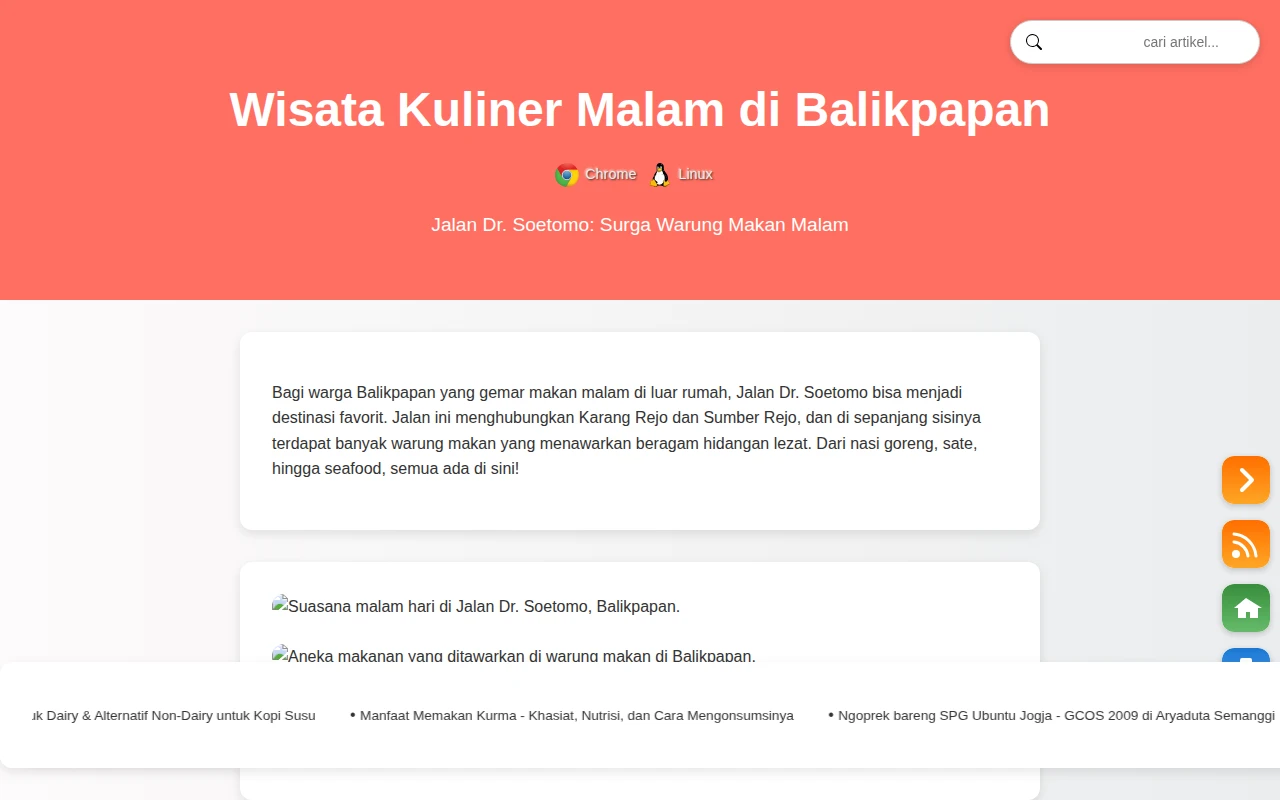 cari artikel...
Wisata Kuliner Malam di Balikpapan
Chrome Linux
Jalan Dr. Soetomo: Surga Warung Makan Malam
Bagi warga Balikpapan yang gemar makan malam di luar rumah, Jalan Dr. Soetomo bisa menjadi
destinasi favorit. Jalan ini menghubungkan Karang Rejo dan Sumber Rejo, dan di sepanjang sisinya
terdapat banyak warung makan yang menawarkan beragam hidangan lezat. Dari nasi goreng, sate,
hingga seafood, semua ada di sini!
Suasana malam hari di Jalan Dr. Soetomo, Balikpapan.
Aneka makanan yang ditawarkan di warung makan di Balikpapan.
Dairy & Alternatif Non-Dairy untuk Kopi Susu • Manfaat Memakan Kurma - Khasiat, Nutrisi, dan Cara Mengonsumsinya • Ngoprek bareng SPG Ubuntu Jogja - GCOS 2009 di Aryaduta Semanggi